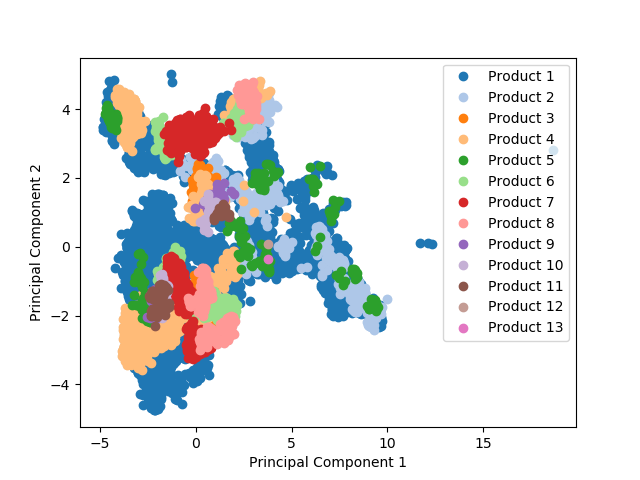 Product 1
Product 2
Product 3
Product 4
Product 5
Product 6
Product 7
Product 8
Product 9
Product 10
Product 11
Product 12
Product 13
4
2
0
−2
−4
Principal Component 2
−5
0
5
10
15
Principal Component 1